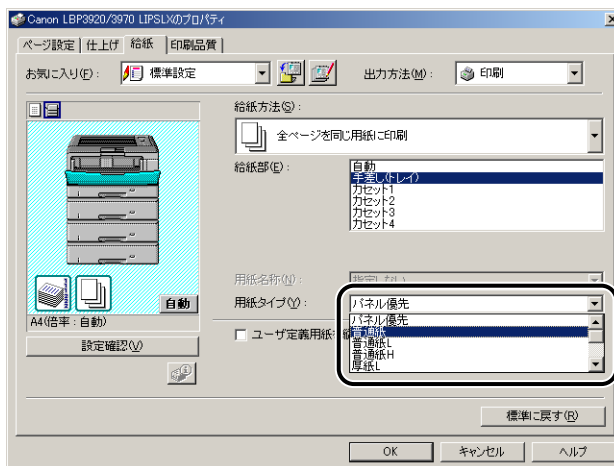 Canon LBP3920/3970 LIPSLXのプロパティ
ページ設定 仕上げ 給紙 印刷品質
お気に入り(F): 標準設定 出力方法(M): 印刷
給紙方法(S):
全ページを同じ用紙に印刷
給紙部(E):
自動
手差し(トレイ)
カセット1
カセット2
カセット3
カセット4
用紙名称(N): 指定しない
用紙タイプ(Y): パネル優先
パネル優先
普通紙
普通紙L
普通紙H
厚紙L
自動
A4(倍率:自動)
設定確認(V)
ユーザ定義用紙を
標準に戻す(R)
OK キャンセル ヘルプ